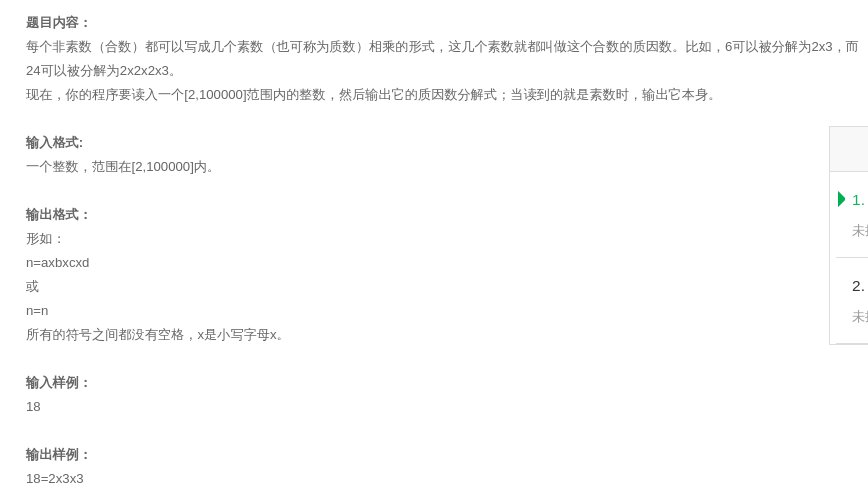 题目内容：
每个非素数（合数）都可以写成几个素数（也可称为质数）相乘的形式，这几个素数就都叫做这个合数的质因数。比如，6可以被分解为2x3，而
24可以被分解为2x2x2x3。
现在，你的程序要读入一个[2,100000]范围内的整数，然后输出它的质因数分解式；当读到的就是素数时，输出它本身。
输入格式:
一个整数，范围在[2,100000]内。
输出格式：
形如：
n=axbxcxd
或
n=n
所有的符号之间都没有空格，x是小写字母x。
输入样例：
18
输出样例：
18=2x3x3
1.
未
2.
未